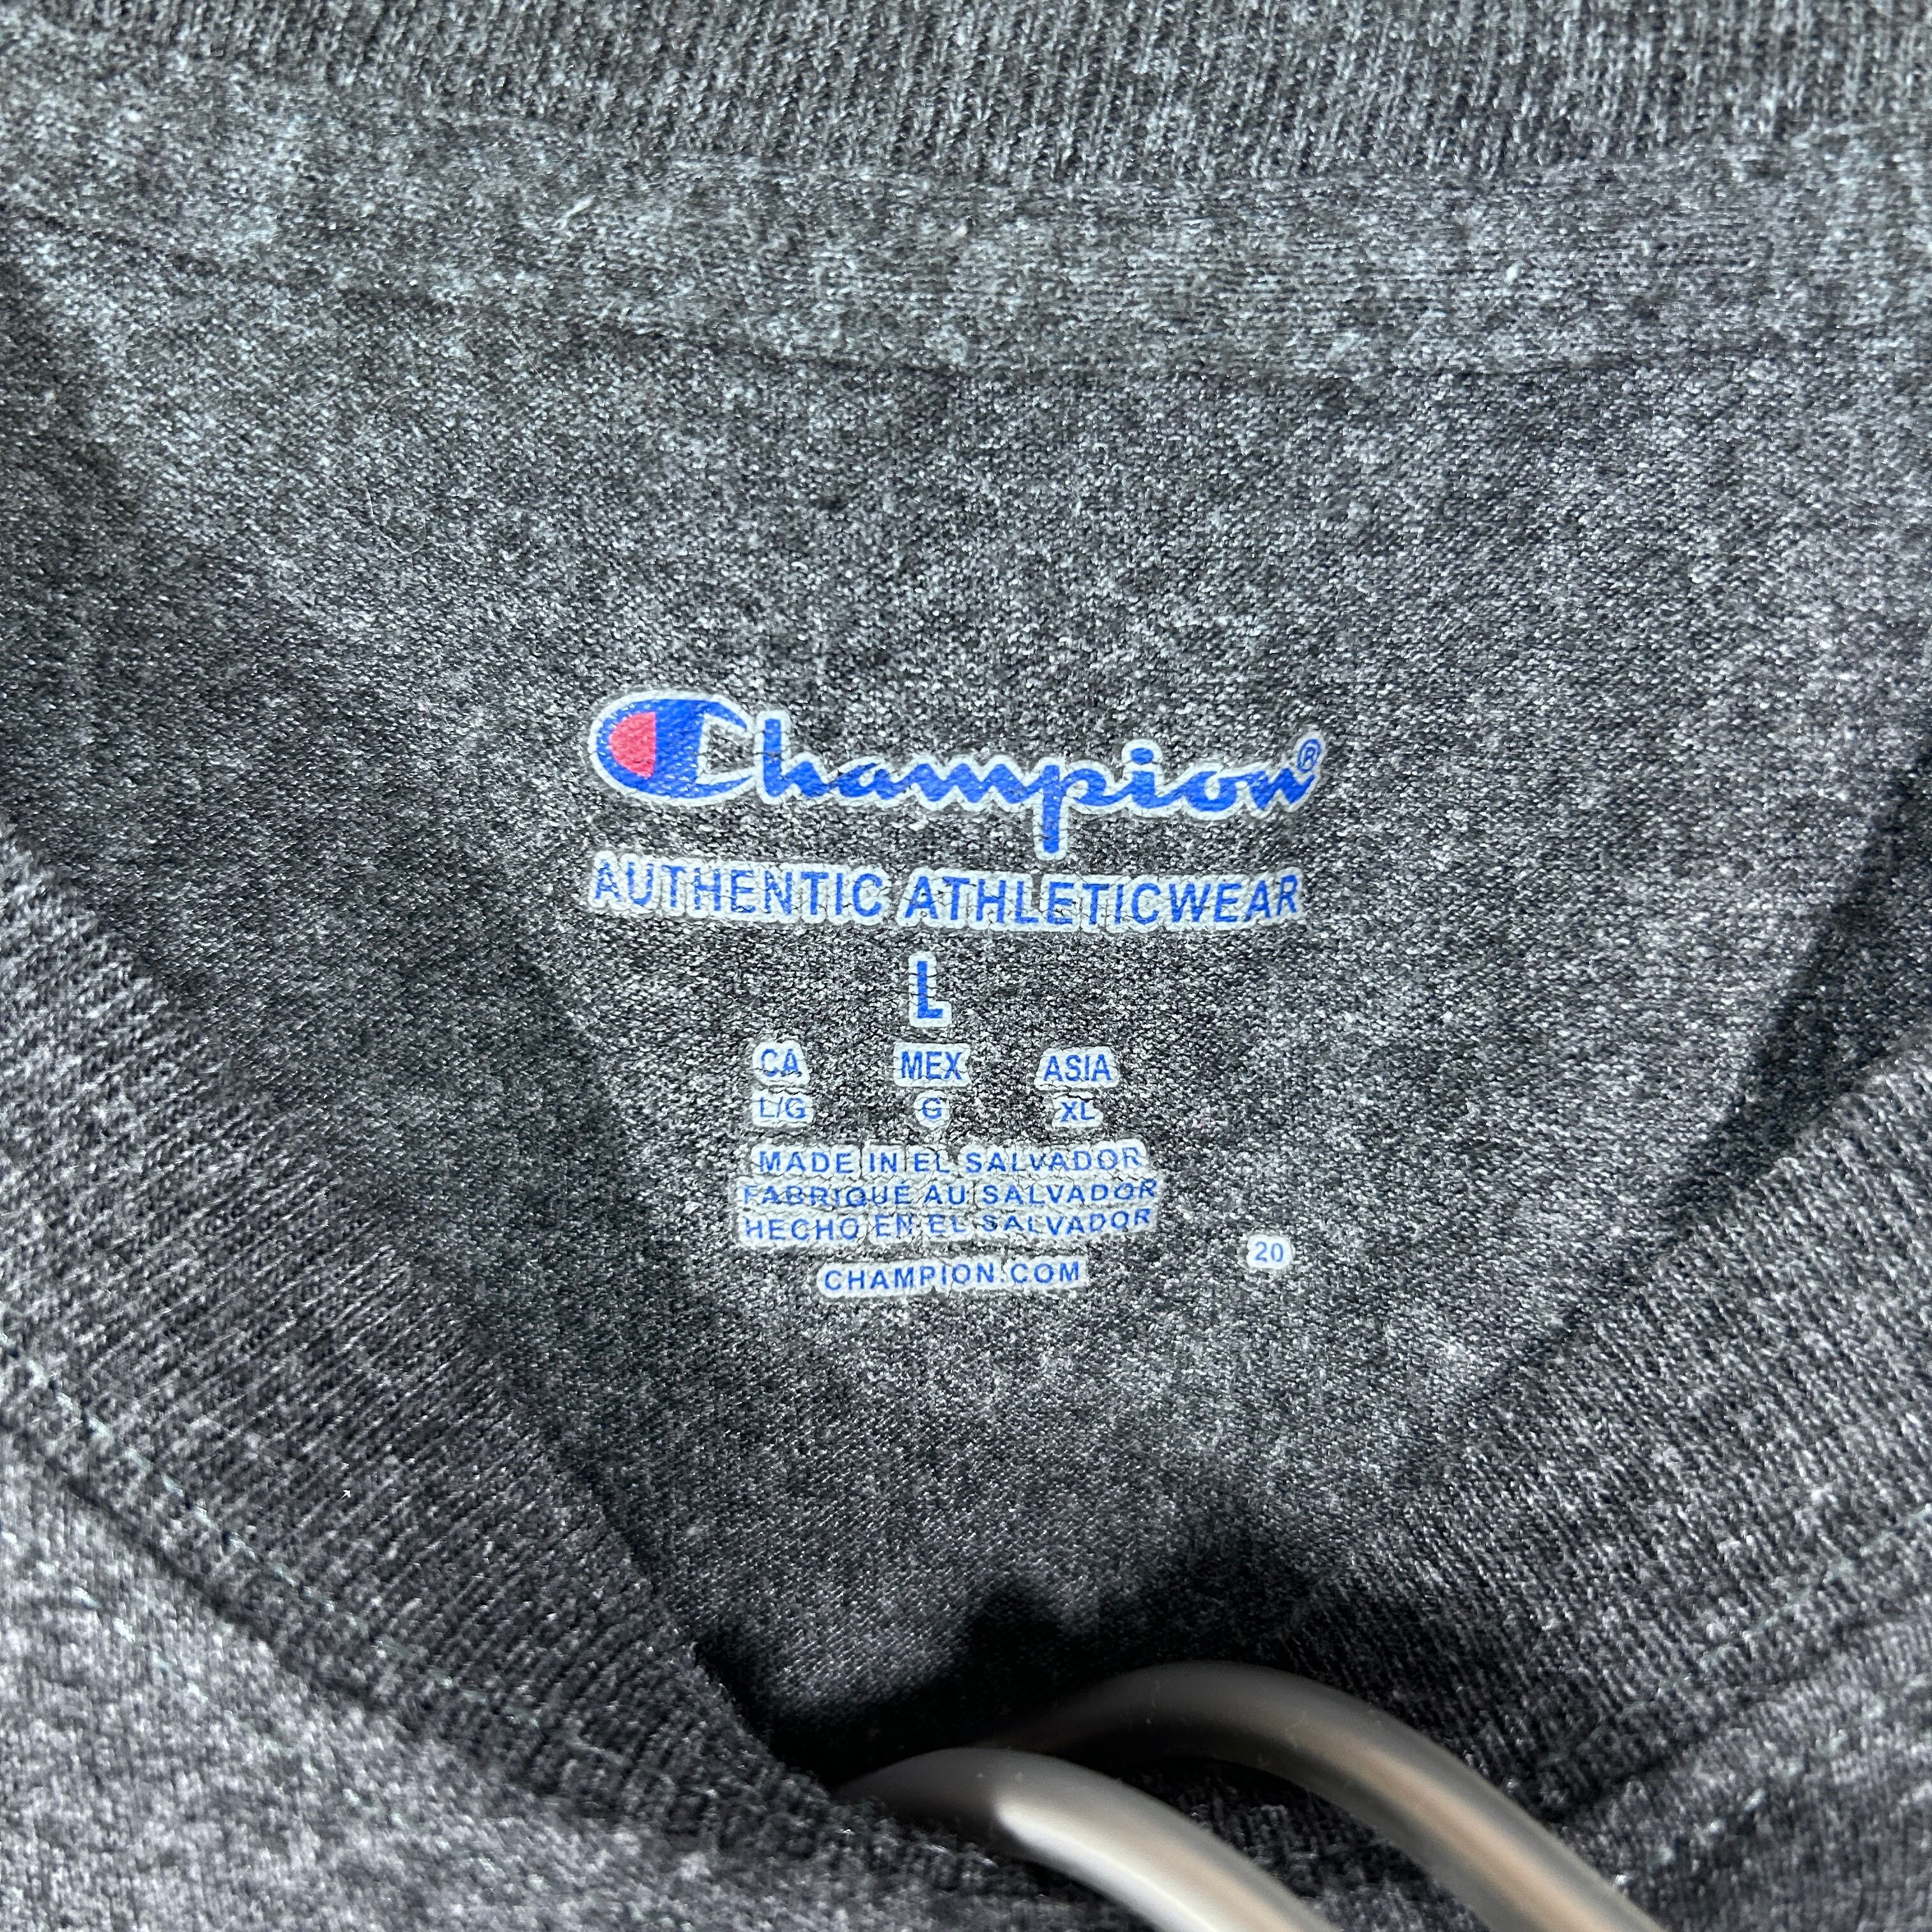 Champion®
AUTHENTIC ATHLETICWEAR
L
CA MEX ASIA
L/G G XL
MADE IN EL SALVADOR
FABRIQUÉ AU SALVADOR
HECHO EN EL SALVADOR
20
CHAMPION.COM